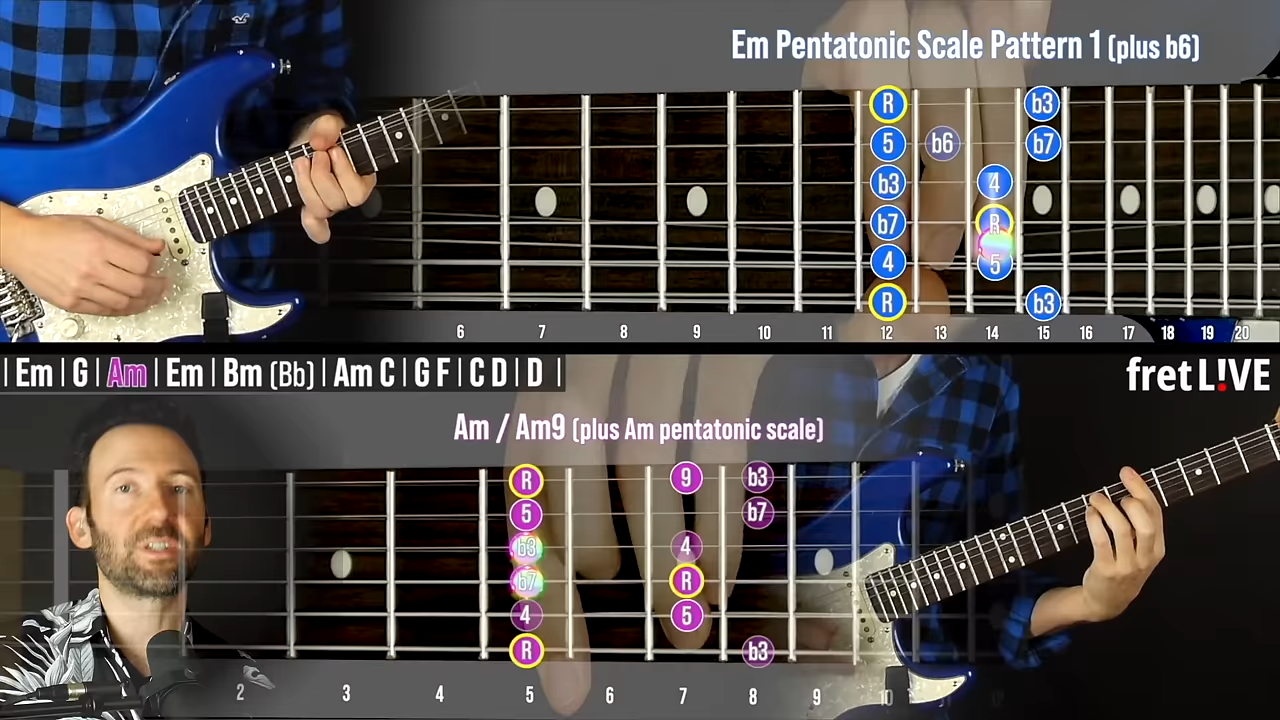 Em Pentatonic Scale Pattern 1 (plus b6)
R b3
5 b6 b7
b3 4
b7 R
4 5
R b3
6 7 8 9 10 11 12 13 14 15 16 17 18 19 20
| Em | G | Am | Em | Bm (Bb) | Am C | G F | C D | D |
fretL!VE
Am / Am9 (plus Am pentatonic scale)
R 9 b3
5 b7
b3 4
b7 R
4 5
R b3
2 3 4 5 6 7 8 9 10